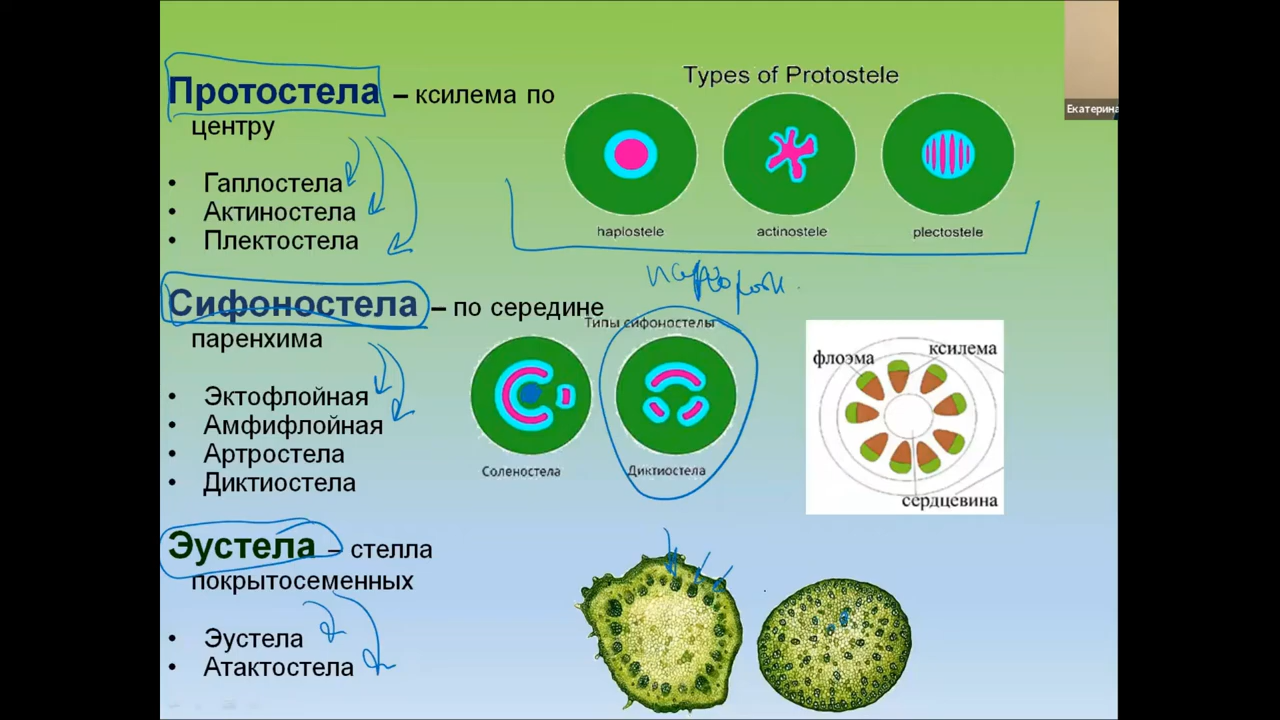 Протостела – ксилема по
центру
• Гаплостела
• Актиностела
• Плектостела
Types of Protostele
haplostele actinostele plectostele
Екатерина
Сифоностела – по середине
паренхима
• Эктофлойная
• Амфифлойная
• Артростела
• Диктиостела
Типы сифоностелы
Соленостела Диктиостела
флоэма ксилема
сердцевина
Эустела – стелла
покрытосеменных
• Эустела
• Атактостела